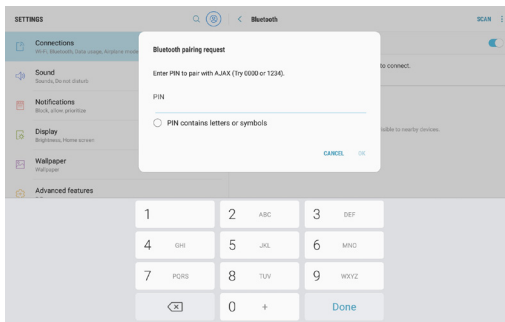 SETTINGS
Bluetooth
SCAN
Connections
Wi-Fi, Bluetooth, Data usage, Airplane mode
Sound
Sounds, Do not disturb
Notifications
Block, allow, prioritize
Display
Brightness, Home screen
Wallpaper
Wallpaper
Advanced features
Bluetooth pairing request
Enter PIN to pair with AJAX (Try 0000 or 1234).
PIN
PIN contains letters or symbols
CANCEL OK
to connect.
visible to nearby devices.
1
2 ABC
3 DEF
4 GHI
5 JKL
6 MNO
7 PQRS
8 TUV
9 WXYZ
0 +
Done